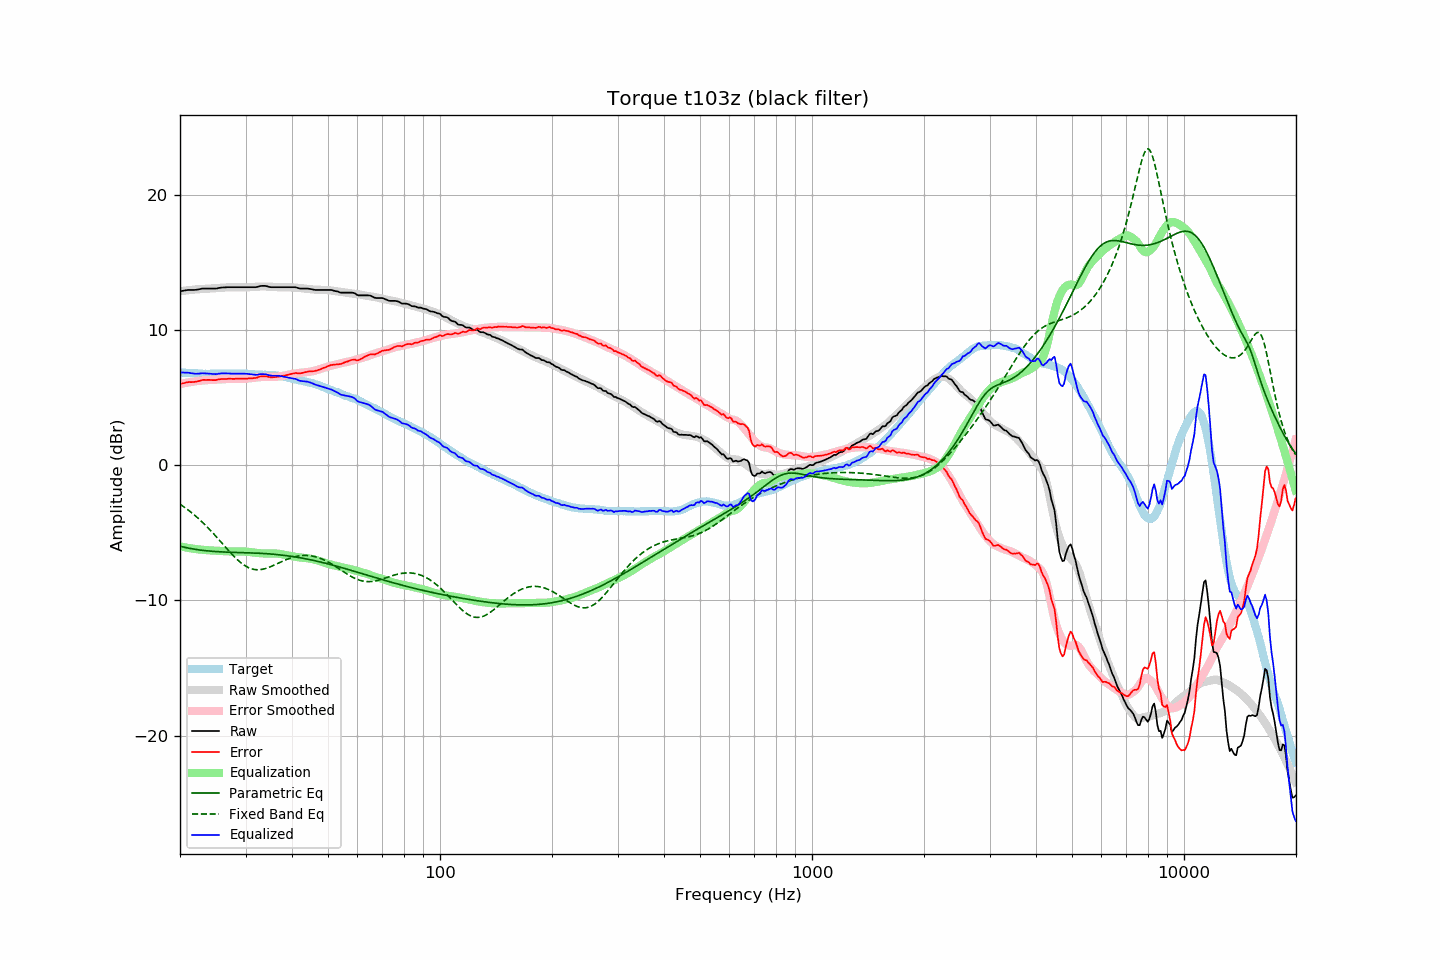 Torque t103z (black filter)
Amplitude (dBr)
20
10
0
−10
−20
Target
Raw Smoothed
Error Smoothed
Raw
Error
Equalization
Parametric Eq
Fixed Band Eq
Equalized
100
1000
10000
Frequency (Hz)